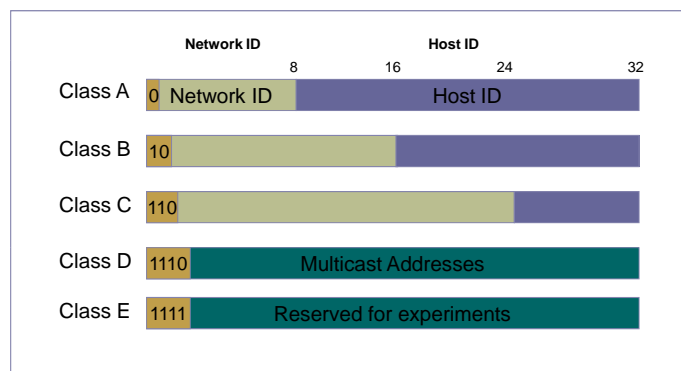 Network ID Host ID
8 16 24 32
Class A 0 Network ID Host ID
Class B 10
Class C 110
Class D 1110 Multicast Addresses
Class E 1111 Reserved for experiments